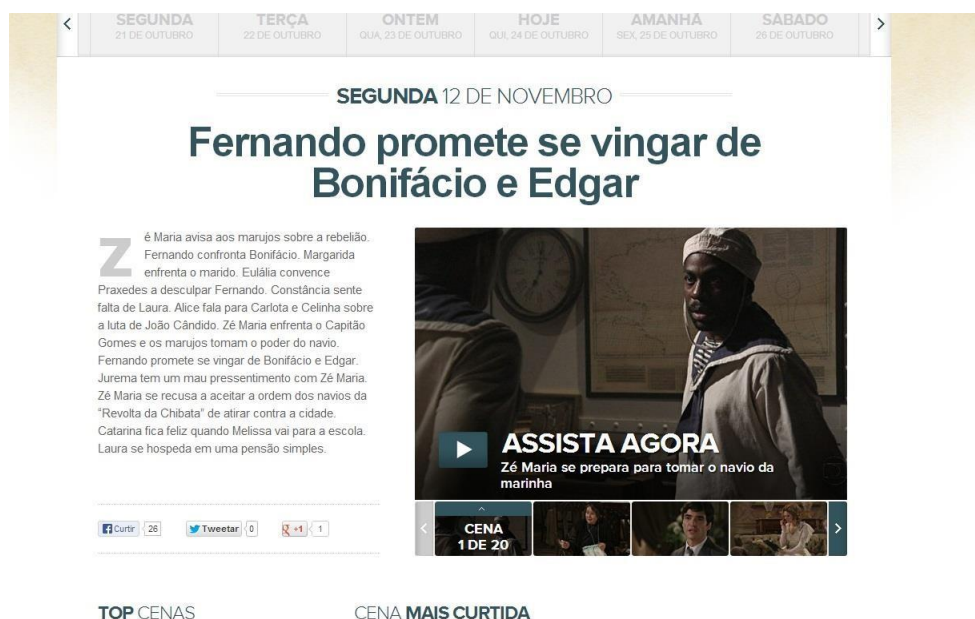 SEGUNDA
21 DE OUTUBRO
TERÇA
22 DE OUTUBRO
ONTEM
QUA, 23 DE OUTUBRO
HOJE
QUI, 24 DE OUTUBRO
AMANHÃ
SEX, 25 DE OUTUBRO
SÁBADO
26 DE OUTUBRO
SEGUNDA 12 DE NOVEMBRO
Fernando promete se vingar de
Bonifácio e Edgar
Zé Maria avisa aos marujos sobre a rebelião.
Fernando confronta Bonifácio. Margarida
enfrenta o marido. Eulália convence
Praxedes a desculpar Fernando. Constância sente
falta de Laura. Alice fala para Carlota e Celinha sobre
a luta de João Cândido. Zé Maria enfrenta o Capitão
Gomes e os marujos tomam o poder do navio.
Fernando promete se vingar de Bonifácio e Edgar.
Jurema tem um mau pressentimento com Zé Maria.
Zé Maria se recusa a aceitar a ordem dos navios da
“Revolta da Chibata” de atirar contra a cidade.
Catarina fica feliz quando Melissa vai para a escola.
Laura se hospeda em uma pensão simples.
ASSISTA AGORA
Zé Maria se prepara para tomar o navio da
marinha
Curtir 26
Tweetar 0
+1 1
CENA
1 DE 20
TOP CENAS
CENA MAIS CURTIDA